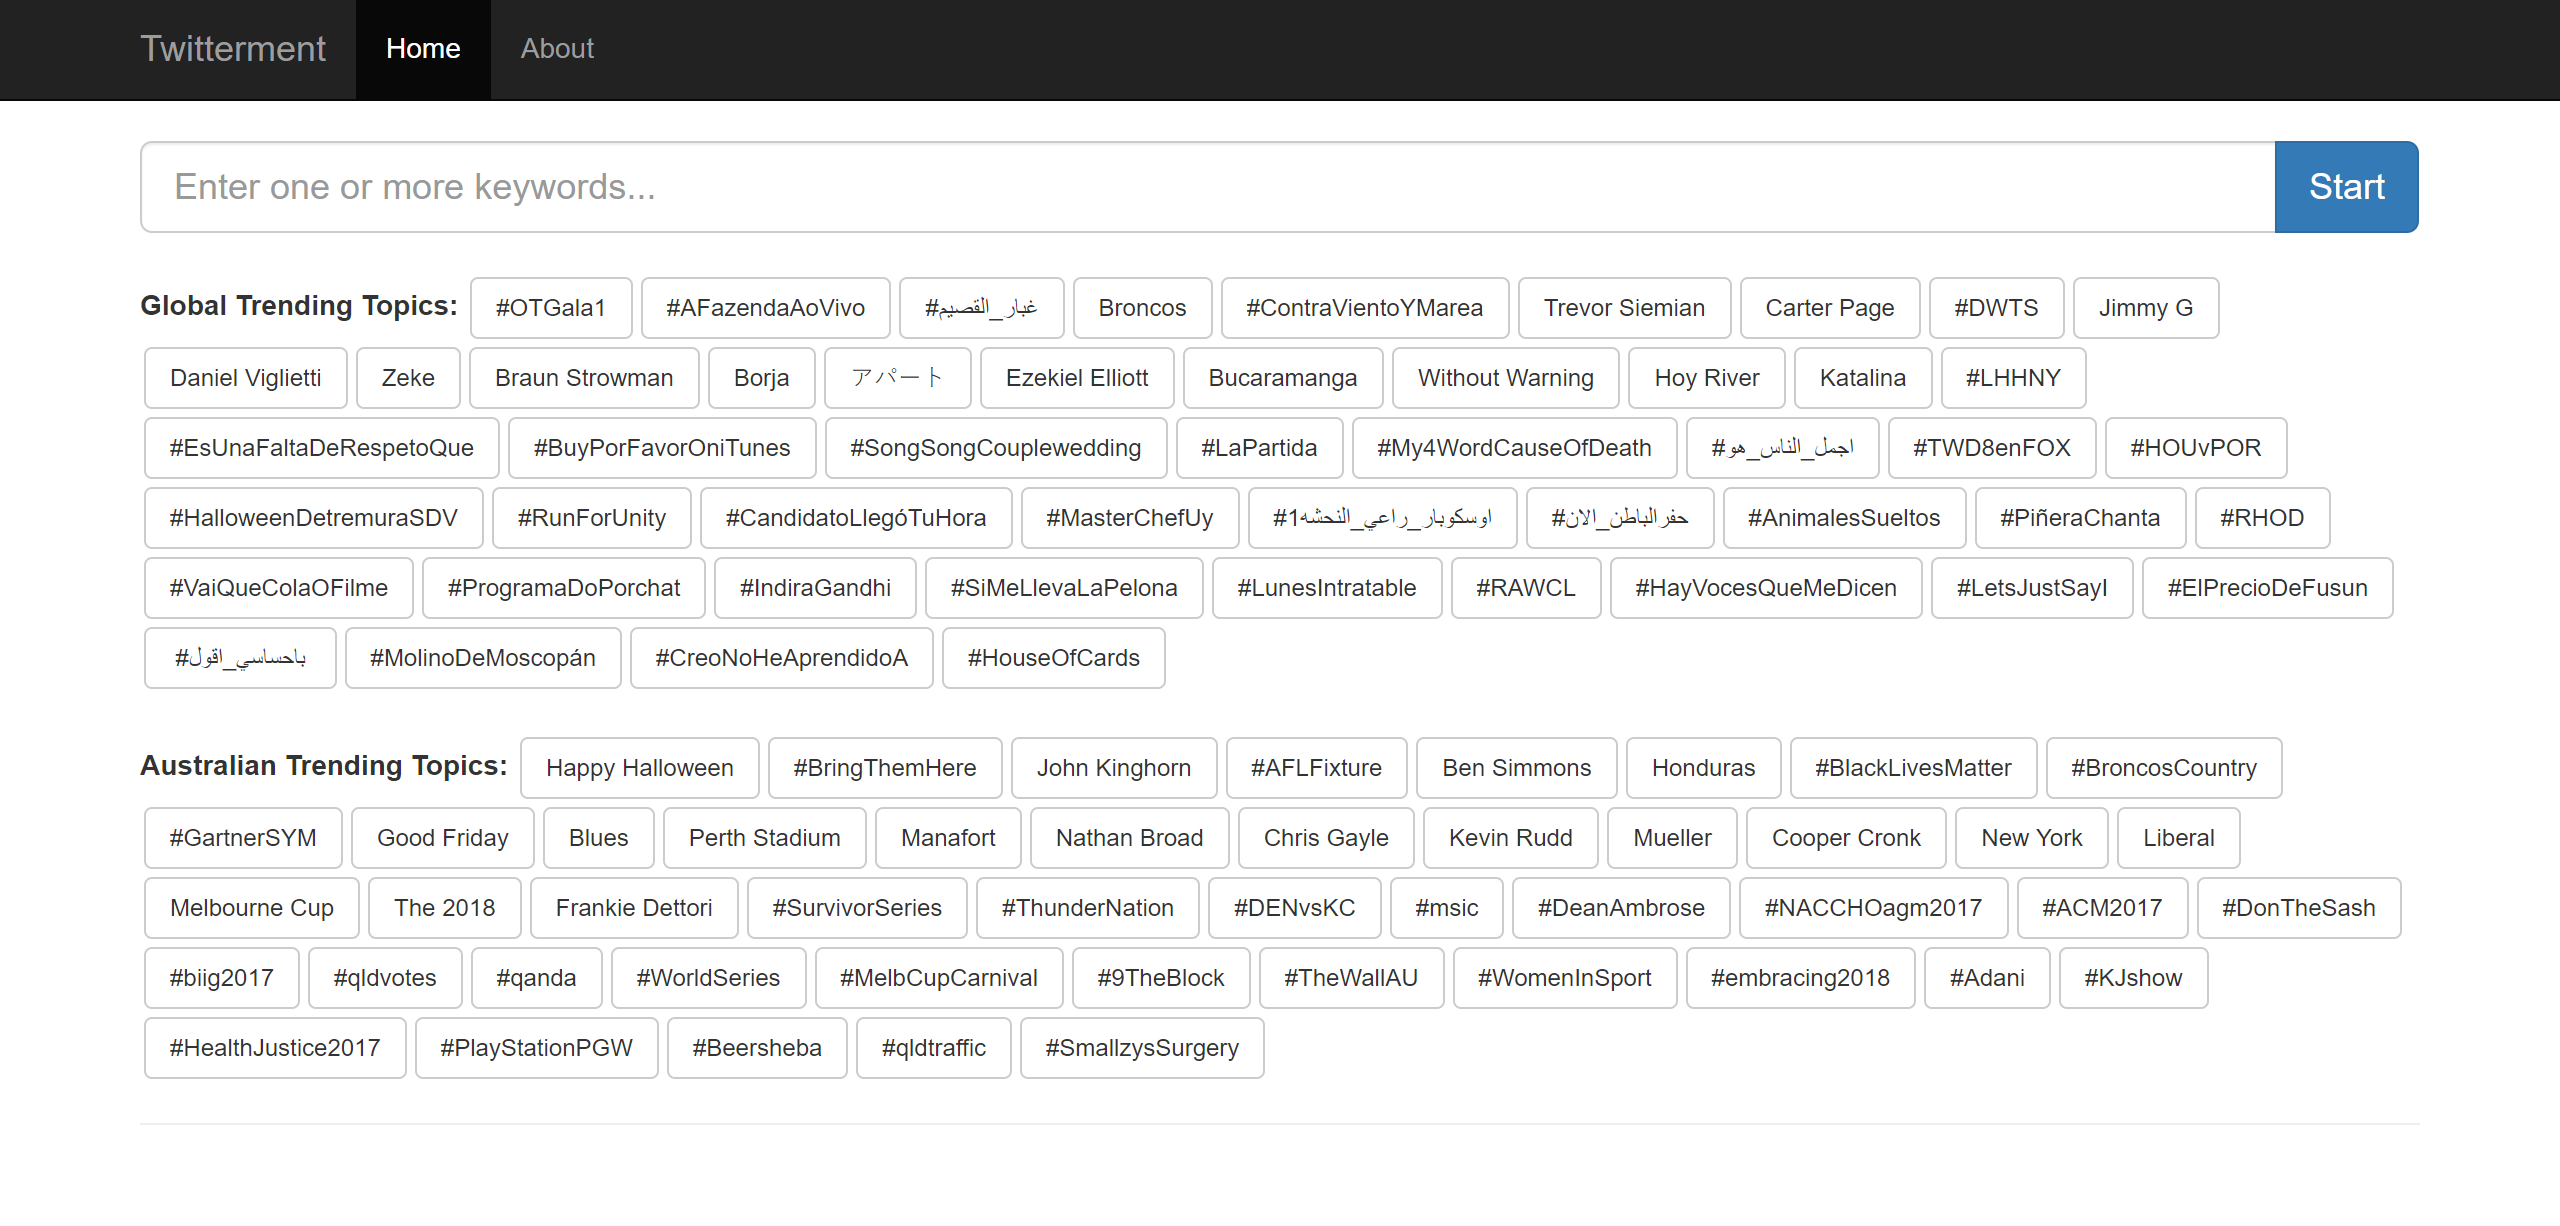 Twitterment Home About
Enter one or more keywords... Start
Global Trending Topics: #OTGala1 #AFazendaAoVivo #غبار_القصيم Broncos #ContraVientoYMarea Trevor Siemian Carter Page #DWTS Jimmy G
Daniel Viglietti Zeke Braun Strowman Borja アパート Ezekiel Elliott Bucaramanga Without Warning Hoy River Katalina #LHHNY
#EsUnaFaltaDeRespetoQue #BuyPorFavorOniTunes #SongSongCouplewedding #LaPartida #My4WordCauseOfDeath #اجمل_الناس_هو #TWD8enFOX #HOUvPOR
#HalloweenDetremuraSDV #RunForUnity #CandidatoLlegóTuHora #MasterChefUy #اوسكوبار_راعي_النحشه1 #حفرالباطن_الان #AnimalesSueltos #PiñeraChanta #RHOD
#VaiQueColaOFilme #ProgramaDoPorchat #IndiraGandhi #SiMeLlevaLaPelona #LunesIntratable #RAWCL #HayVocesQueMeDicen #LetsJustSayI #ElPrecioDeFusun
#باحساسي_اقول #MolinoDeMoscopán #CreoNoHeAprendidoA #HouseOfCards
Australian Trending Topics: Happy Halloween #BringThemHere John Kinghorn #AFLFixture Ben Simmons Honduras #BlackLivesMatter #BroncosCountry
#GartnerSYM Good Friday Blues Perth Stadium Manafort Nathan Broad Chris Gayle Kevin Rudd Mueller Cooper Cronk New York Liberal
Melbourne Cup The 2018 Frankie Dettori #SurvivorSeries #ThunderNation #DENvsKC #msic #DeanAmbrose #NACCHOagm2017 #ACM2017 #DonTheSash
#biig2017 #qldvotes #qanda #WorldSeries #MelbCupCarnival #9TheBlock #TheWallAU #WomenInSport #embracing2018 #Adani #KJshow
#HealthJustice2017 #PlayStationPGW #Beersheba #qldtraffic #SmallzysSurgery